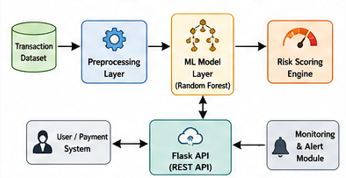 Transaction
Dataset
Preprocessing
Layer
ML Model
Layer
(Random Forest)
Risk Scoring
Engine
User / Payment
System
Flask API
(REST API)
Monitoring
& Alert
Module